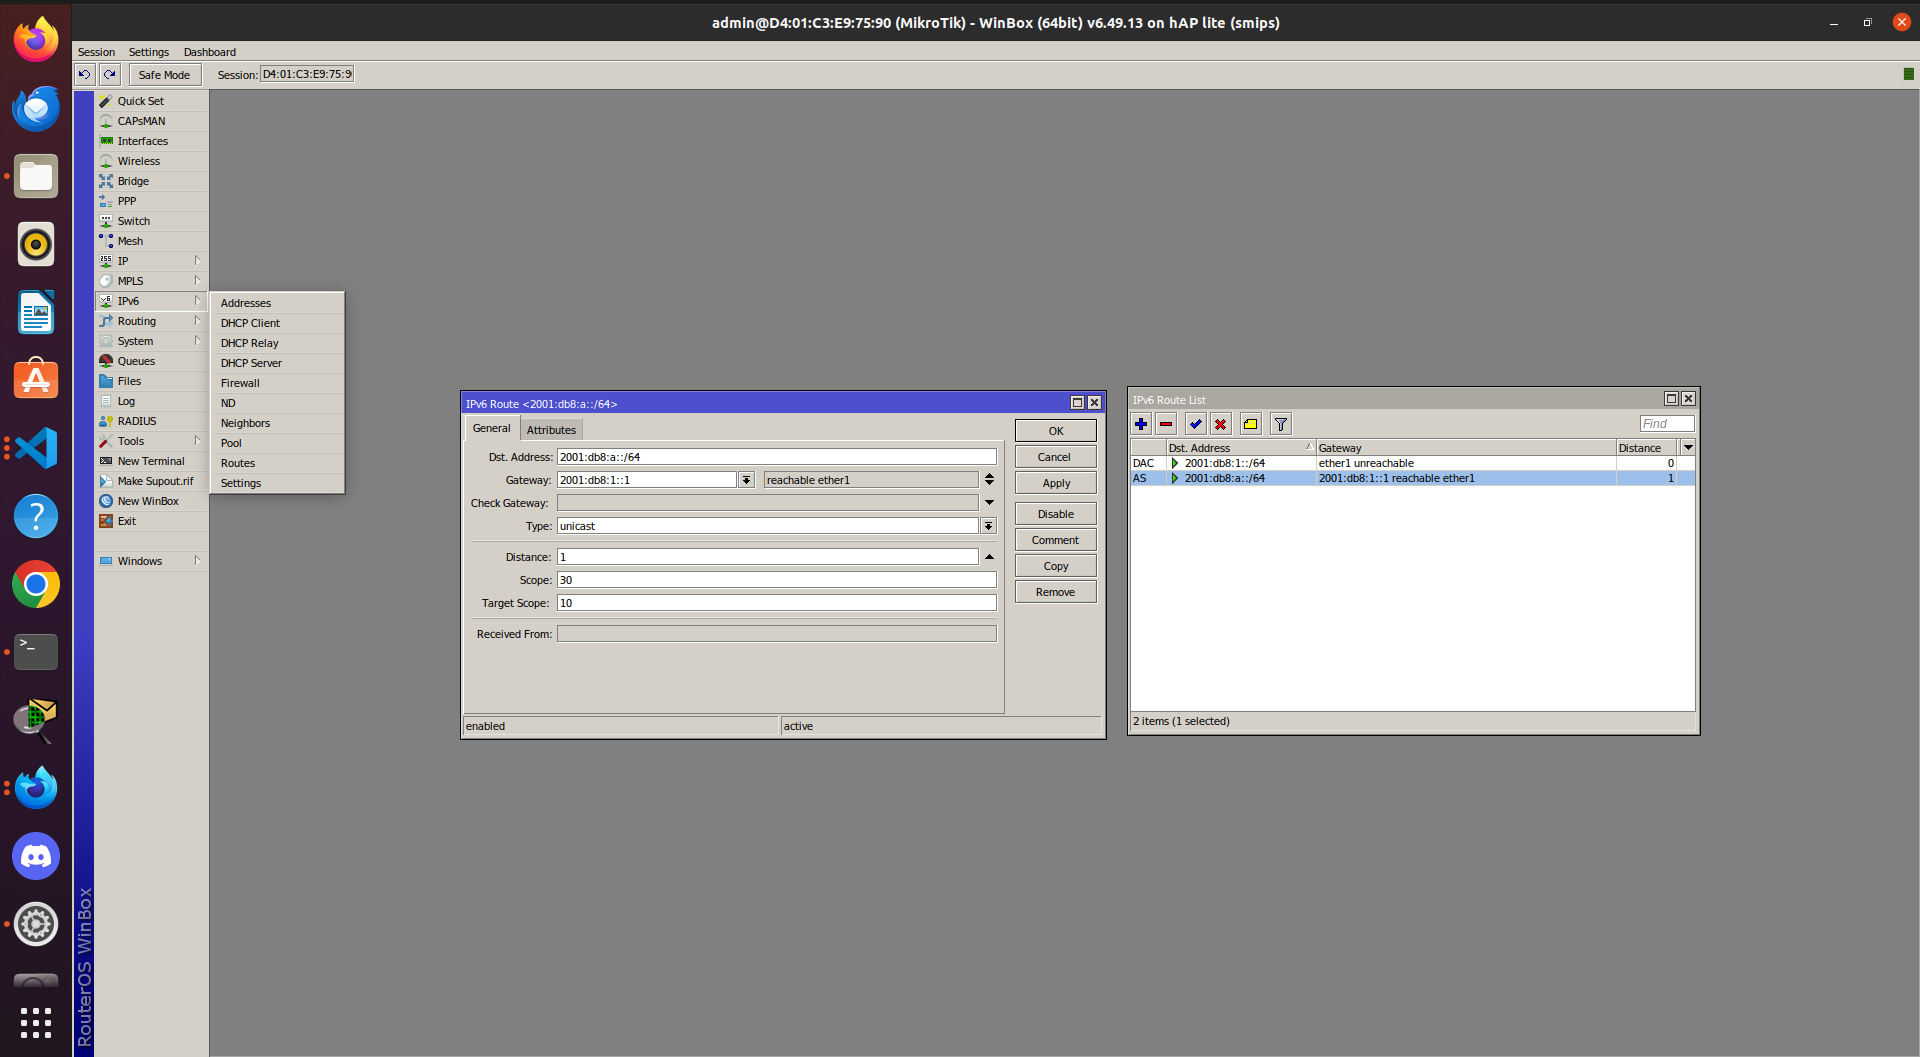 admin@D4:01:C3:E9:75:90 (MikroTik) - WinBox (64bit) v6.49.13 on hAP lite (smips)
Session Settings Dashboard
Safe Mode Session: D4:01:C3:E9:75:9
Quick Set
CAPsMAN
Interfaces
Wireless
Bridge
PPP
Switch
Mesh
IP
MPLS
IPv6
Routing
System
Queues
Files
Log
RADIUS
Tools
New Terminal
Make Supout.rif
New WinBox
Exit
Windows
RouterOS WinBox
Addresses
DHCP Client
DHCP Relay
DHCP Server
Firewall
ND
Neighbors
Pool
Routes
Settings
IPv6 Route <2001:db8:a::/64>
General Attributes
Dst. Address: 2001:db8:a::/64
Gateway: 2001:db8:1::1 reachable ether1
Check Gateway:
Type: unicast
Distance: 1
Scope: 30
Target Scope: 10
Received From:
OK
Cancel
Apply
Disable
Comment
Copy
Remove
enabled active
IPv6 Route List
Find
Dst. Address Gateway Distance
DAC 2001:db8:1::/64 ether1 unreachable 0
AS 2001:db8:a::/64 2001:db8:1::1 reachable ether1 1
2 items (1 selected)